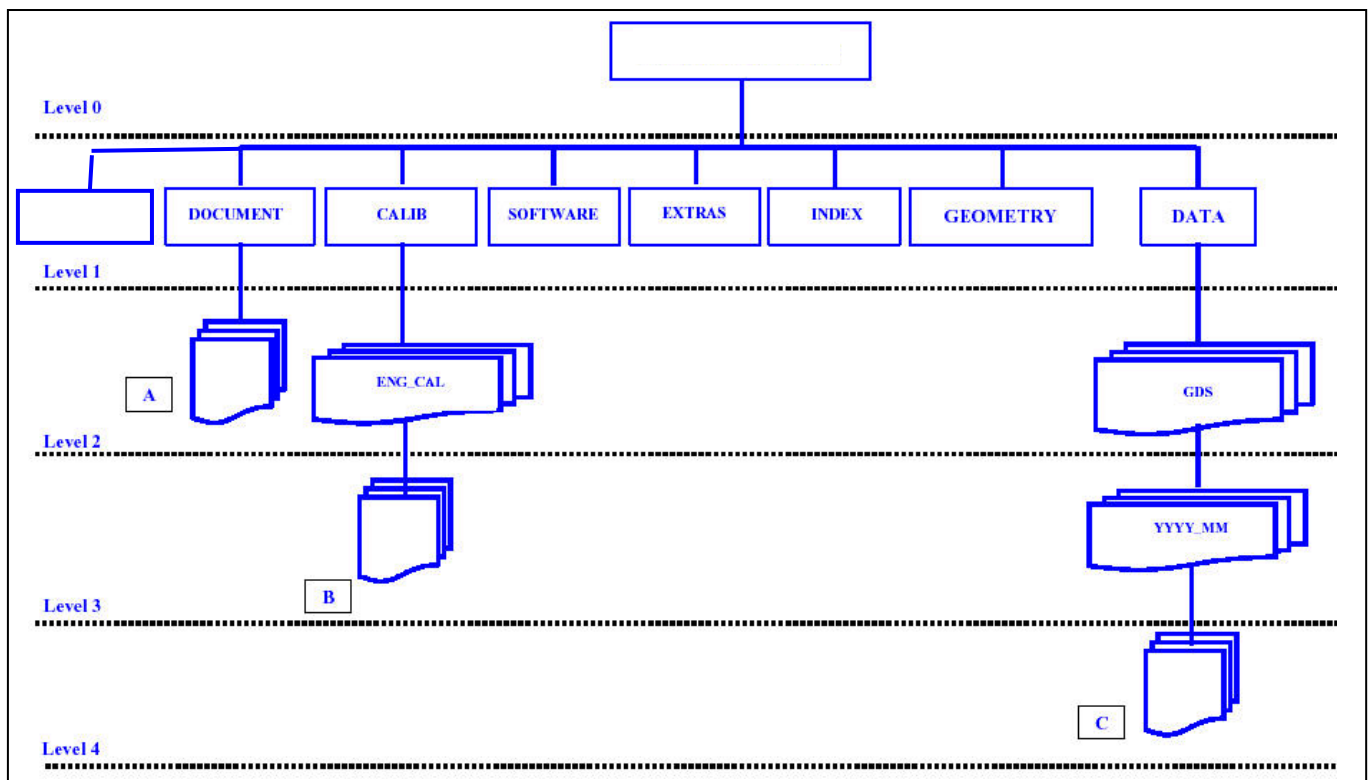 Level 0
DOCUMENT
CALIB
SOFTWARE
EXTRAS
INDEX
GEOMETRY
DATA
Level 1
A
ENG_CAL
GDS
Level 2
YYYY_MM
B
Level 3
C
Level 4